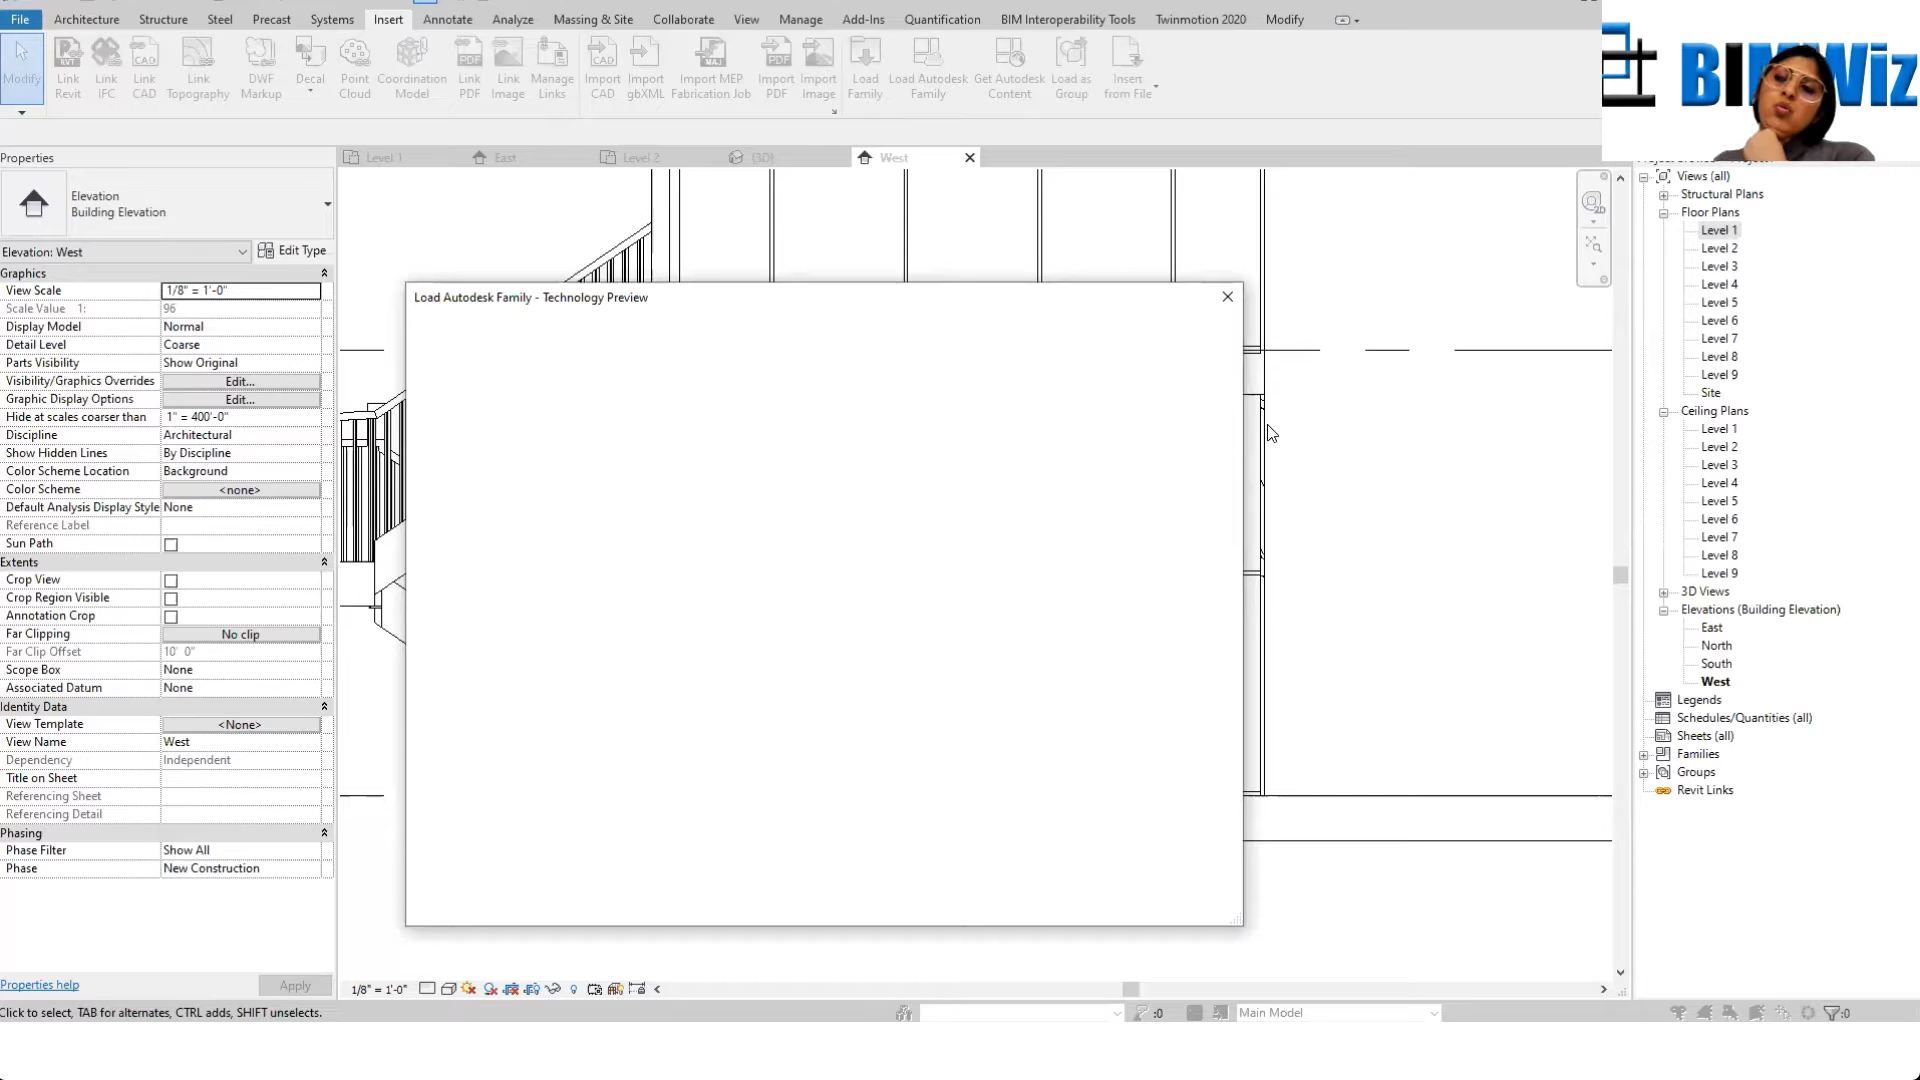 File Architecture Structure Steel Precast Systems Insert Annotate Analyze Massing & Site Collaborate View Manage Add-Ins Quantification BIM Interoperability Tools Twinmotion 2020 Modify
Modify
Link Revit
Link IFC
Link CAD
Link Topography
DWF Markup
Decal
Point Cloud
Coordination Model
Link PDF
Link Image
Manage Links
Import CAD
Import gbXML
Import MEP Fabrication Job
Import PDF
Import Image
Load Family
Load Autodesk Family
Get Autodesk Content
Load as Group
Insert from File
Properties
Level 1 East Level 2 {3D} West
Elevation
Building Elevation
Elevation: West Edit Type
Graphics
View Scale 1/8" = 1'-0"
Scale Value 1: 96
Display Model Normal
Detail Level Coarse
Parts Visibility Show Original
Visibility/Graphics Overrides Edit...
Graphic Display Options Edit...
Hide at scales coarser than 1" = 400'-0"
Discipline Architectural
Show Hidden Lines By Discipline
Color Scheme Location Background
Color Scheme <none>
Default Analysis Display Style None
Reference Label
Sun Path
Extents
Crop View
Crop Region Visible
Annotation Crop
Far Clipping No clip
Far Clip Offset 10' 0"
Scope Box None
Associated Datum None
Identity Data
View Template <None>
View Name West
Dependency Independent
Title on Sheet
Referencing Sheet
Referencing Detail
Phasing
Phase Filter Show All
Phase New Construction
Properties help Apply
Load Autodesk Family - Technology Preview
2D
Views (all)
Structural Plans
Floor Plans
Level 1
Level 2
Level 3
Level 4
Level 5
Level 6
Level 7
Level 8
Level 9
Site
Ceiling Plans
Level 1
Level 2
Level 3
Level 4
Level 5
Level 6
Level 7
Level 8
Level 9
3D Views
Elevations (Building Elevation)
East
North
South
West
Legends
Schedules/Quantities (all)
Sheets (all)
Families
Groups
Revit Links
1/8" = 1'-0"
Click to select, TAB for alternates, CTRL adds, SHIFT unselects. :0 Main Model :0